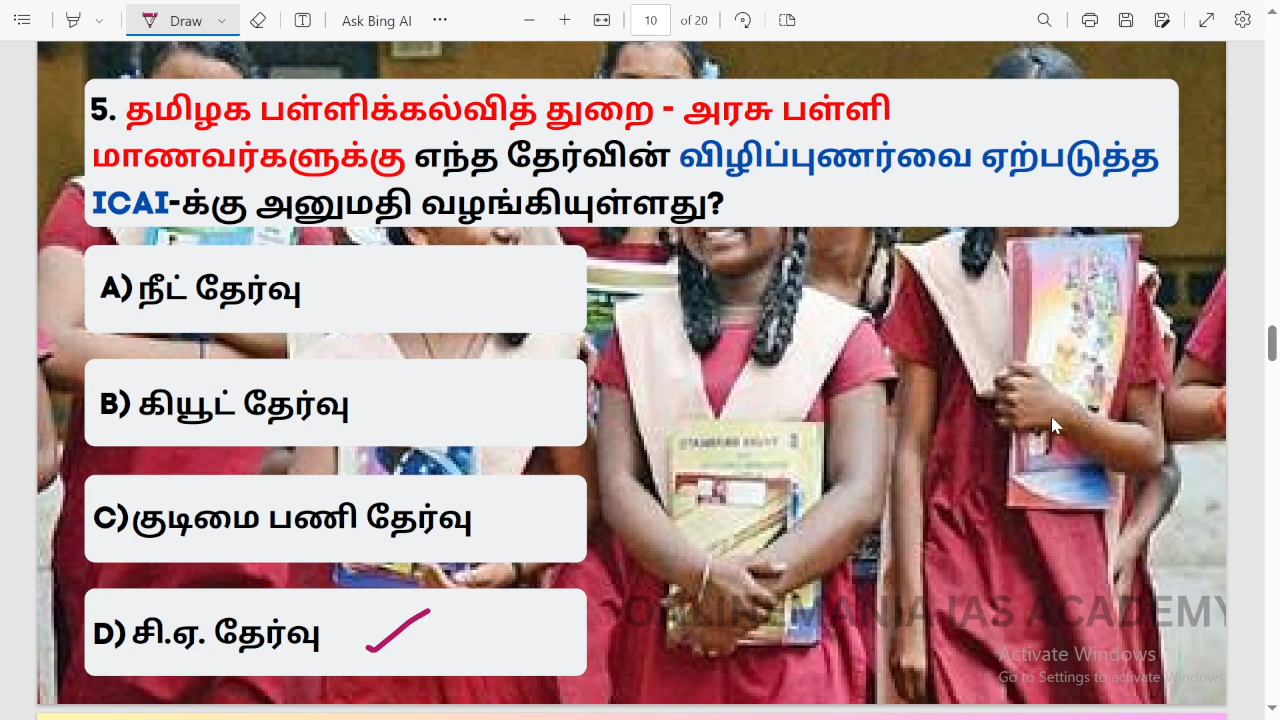 Draw
Ask Bing AI
10 of 20
5. தமிழக பள்ளிக்கல்வித் துறை - அரசு பள்ளி
மாணவர்களுக்கு எந்த தேர்வின் விழிப்புணர்வை ஏற்படுத்த
ICAI-க்கு அனுமதி வழங்கியுள்ளது?
A) நீட் தேர்வு
B) கியூட் தேர்வு
C) குடிமை பணி தேர்வு
D) சி.ஏ. தேர்வு
ONLINEMANIA IAS ACADEMY
Activate Windows
Go to Settings to activate Windows.